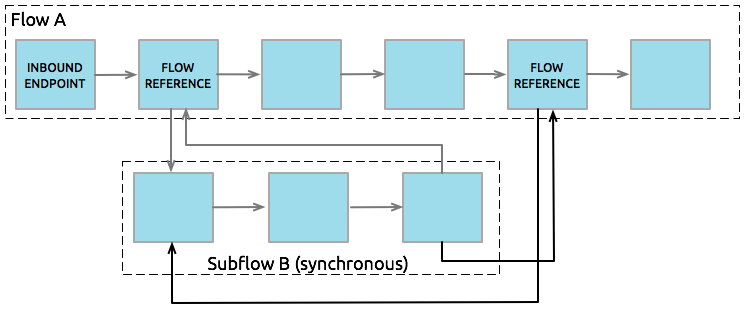 Flow A
INBOUND
ENDPOINT
FLOW
REFERENCE
FLOW
REFERENCE
Subflow B (synchronous)